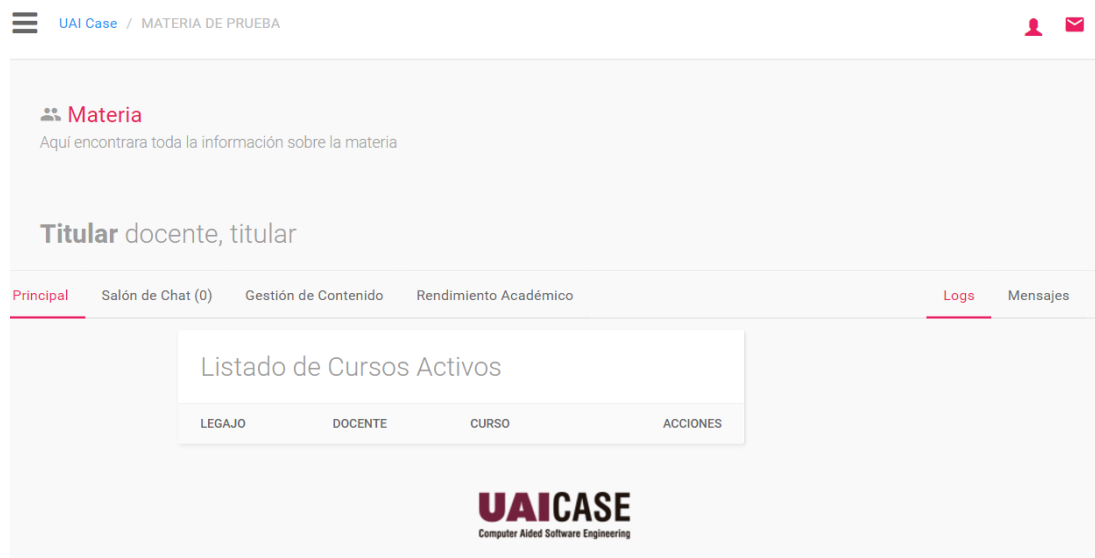 UAI Case / MATERIA DE PRUEBA
Materia
Aquí encontrara toda la información sobre la materia
Titular docente, titular
Principal Salón de Chat (0) Gestión de Contenido Rendimiento Académico Logs Mensajes
Listado de Cursos Activos
LEGAJO DOCENTE CURSO ACCIONES
UAICASE
Computer Aided Software Engineering